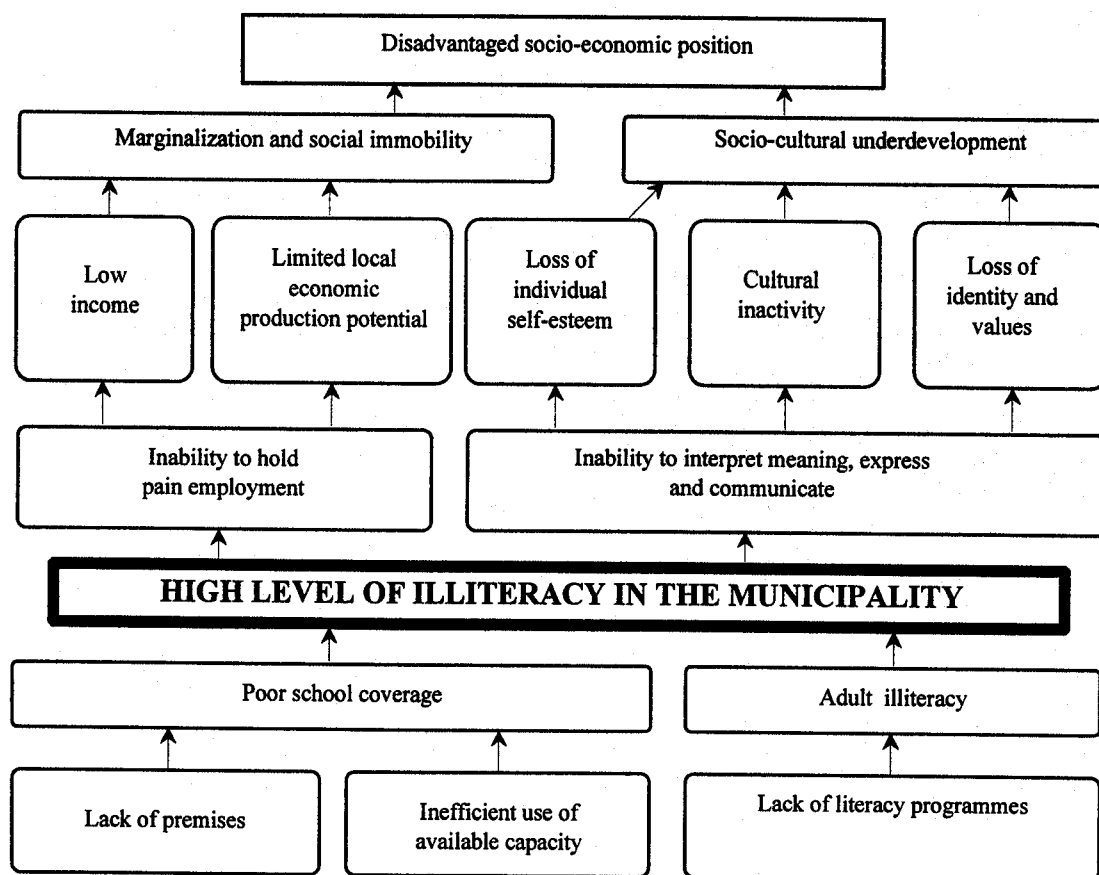 Disadvantaged socio-economic position
Marginalization and social immobility
Socio-cultural underdevelopment
Low
income
Limited local
economic
production potential
Loss of
individual
self-esteem
Cultural
inactivity
Loss of
identity and
values
Inability to hold
pain employment
Inability to interpret meaning, express
and communicate
HIGH LEVEL OF ILLITERACY IN THE MUNICIPALITY
Poor school coverage
Adult illiteracy
Lack of premises
Inefficient use of
available capacity
Lack of literacy programmes